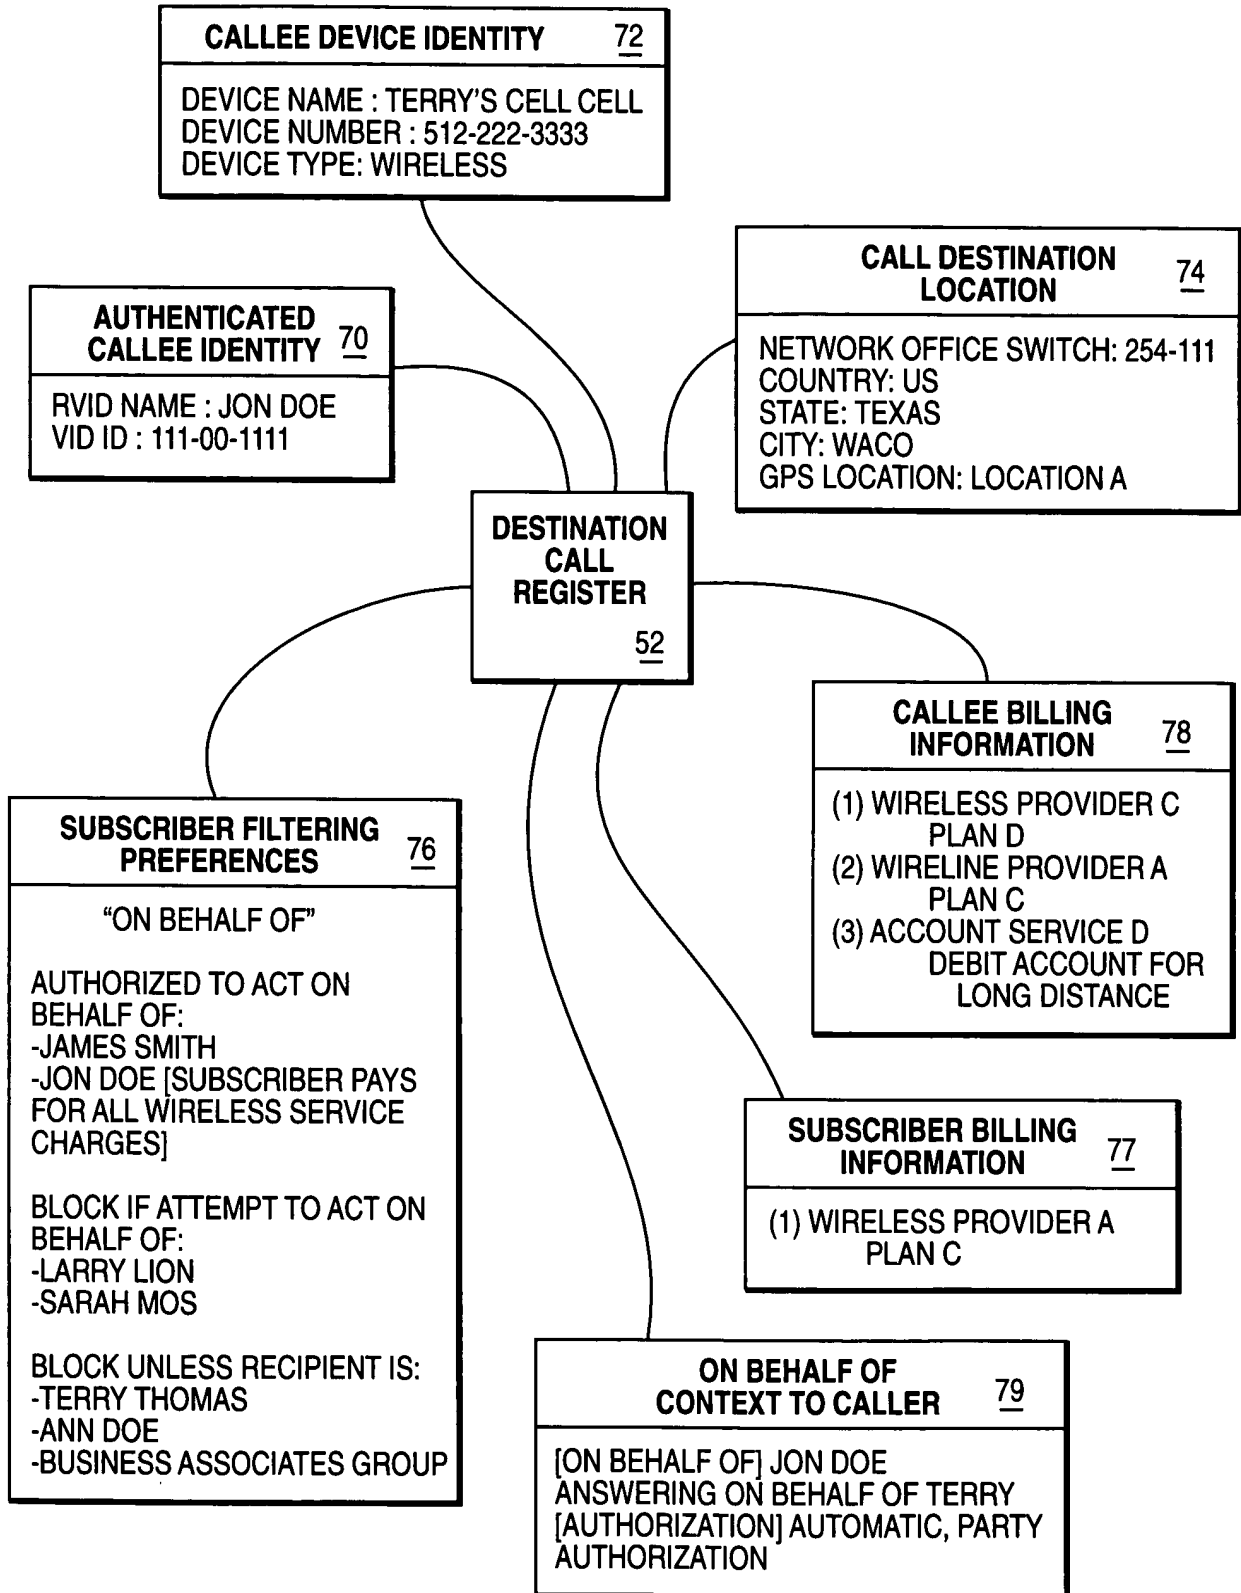 CALLEE DEVICE IDENTITY 72
DEVICE NAME : TERRY'S CELL CELL
DEVICE NUMBER : 512-222-3333
DEVICE TYPE: WIRELESS
AUTHENTICATED
CALLEE IDENTITY 70
RVID NAME : JON DOE
VID ID : 111-00-1111
CALL DESTINATION
LOCATION 74
NETWORK OFFICE SWITCH: 254-111
COUNTRY: US
STATE: TEXAS
CITY: WACO
GPS LOCATION: LOCATION A
DESTINATION
CALL
REGISTER
52
SUBSCRIBER FILTERING
PREFERENCES 76
“ON BEHALF OF”
AUTHORIZED TO ACT ON
BEHALF OF:
-JAMES SMITH
-JON DOE [SUBSCRIBER PAYS
FOR ALL WIRELESS SERVICE
CHARGES]
BLOCK IF ATTEMPT TO ACT ON
BEHALF OF:
-LARRY LION
-SARAH MOS
BLOCK UNLESS RECIPIENT IS:
-TERRY THOMAS
-ANN DOE
-BUSINESS ASSOCIATES GROUP
CALLEE BILLING
INFORMATION 78
(1) WIRELESS PROVIDER C
PLAN D
(2) WIRELINE PROVIDER A
PLAN C
(3) ACCOUNT SERVICE D
DEBIT ACCOUNT FOR
LONG DISTANCE
SUBSCRIBER BILLING
INFORMATION 77
(1) WIRELESS PROVIDER A
PLAN C
ON BEHALF OF
CONTEXT TO CALLER 79
[ON BEHALF OF] JON DOE
ANSWERING ON BEHALF OF TERRY
[AUTHORIZATION] AUTOMATIC, PARTY
AUTHORIZATION